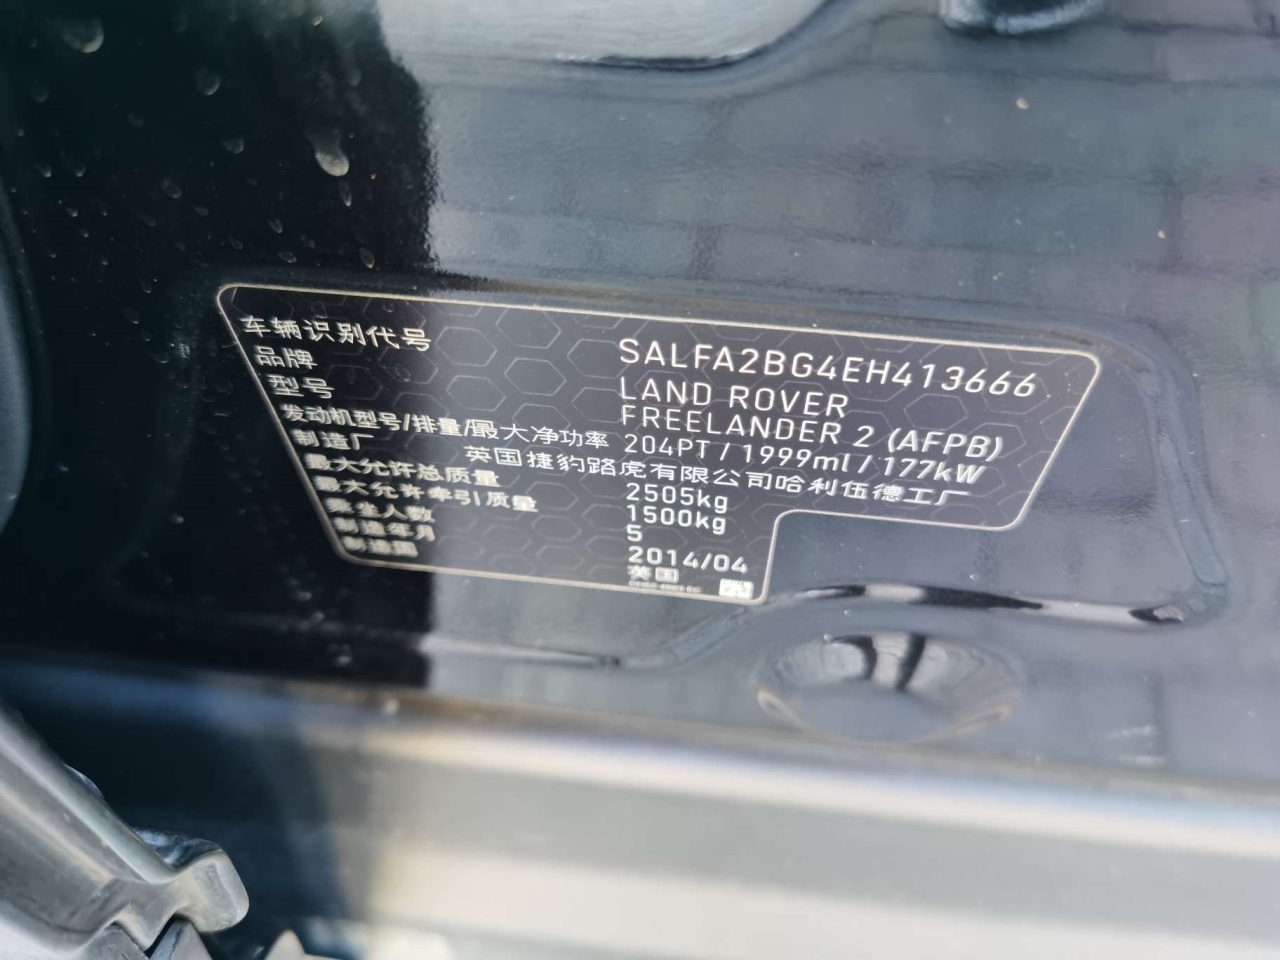 车辆识别代号 SALFA2BG4EH413666
品牌 LAND ROVER
型号 FREELANDER 2 (AFPB)
发动机型号/排量/最大净功率 204PT / 1999ml / 177kW
制造厂 英国捷豹路虎有限公司哈利伍德工厂
最大允许总质量 2505kg
最大允许牵引质量 1500kg
乘坐人数 5
制造年月 2014/04
制造国 英国